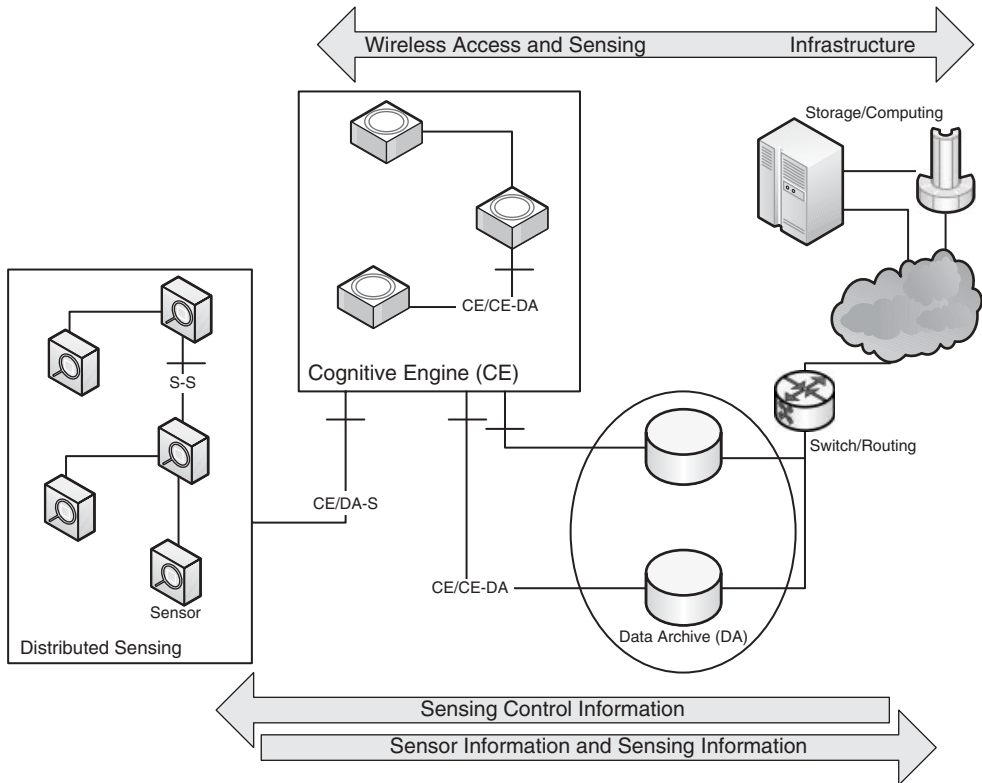 Wireless Access and Sensing Infrastructure
Storage/Computing
CE/CE-DA
Cognitive Engine (CE)
S-S
Switch/Routing
CE/DA-S
CE/CE-DA
Sensor
Data Archive (DA)
Distributed Sensing
Sensing Control Information
Sensor Information and Sensing Information